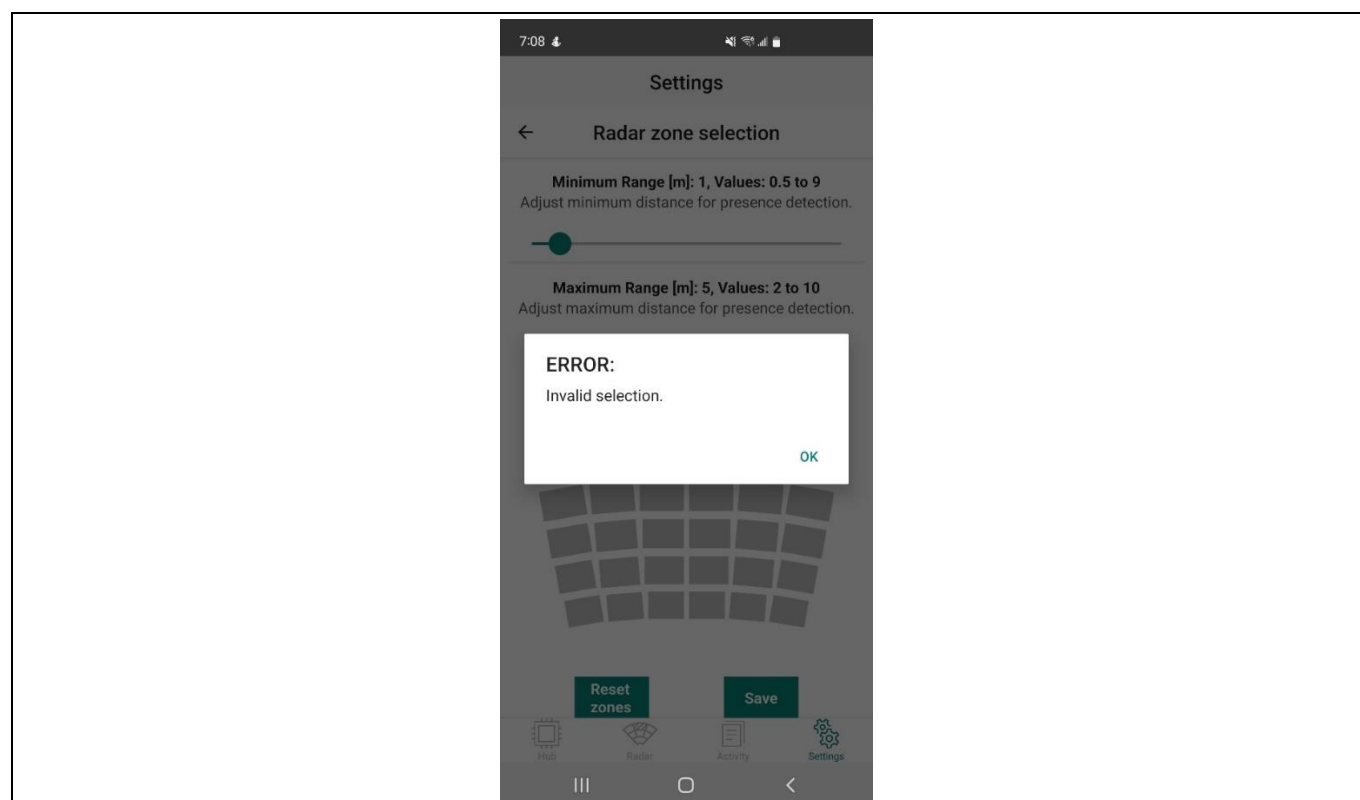 7:08
Settings
Radar zone selection
Minimum Range [m]: 1, Values: 0.5 to 9
Adjust minimum distance for presence detection.
Maximum Range [m]: 5, Values: 2 to 10
Adjust maximum distance for presence detection.
ERROR:
Invalid selection.
OK
Reset
zones
Save
Hub
Radar
Activity
Settings